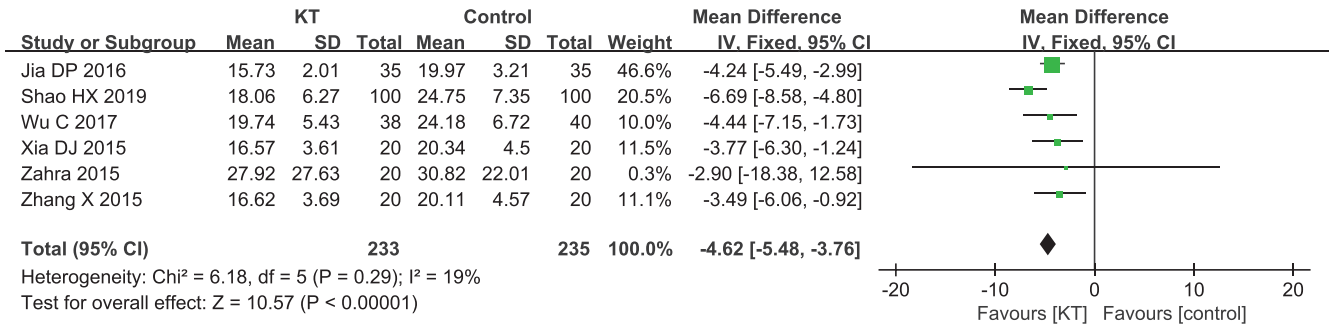 KT Control Mean Difference Mean Difference
Study or Subgroup Mean SD Total Mean SD Total Weight IV, Fixed, 95% CI IV, Fixed, 95% CI
Jia DP 2016 15.73 2.01 35 19.97 3.21 35 46.6% -4.24 [-5.49, -2.99]
Shao HX 2019 18.06 6.27 100 24.75 7.35 100 20.5% -6.69 [-8.58, -4.80]
Wu C 2017 19.74 5.43 38 24.18 6.72 40 10.0% -4.44 [-7.15, -1.73]
Xia DJ 2015 16.57 3.61 20 20.34 4.5 20 11.5% -3.77 [-6.30, -1.24]
Zahra 2015 27.92 27.63 20 30.82 22.01 20 0.3% -2.90 [-18.38, 12.58]
Zhang X 2015 16.62 3.69 20 20.11 4.57 20 11.1% -3.49 [-6.06, -0.92]
Total (95% CI) 233 235 100.0% -4.62 [-5.48, -3.76]
Heterogeneity: Chi² = 6.18, df = 5 (P = 0.29); I² = 19%
Test for overall effect: Z = 10.57 (P < 0.00001)
-20 -10 0 10 20
Favours [KT] Favours [control]